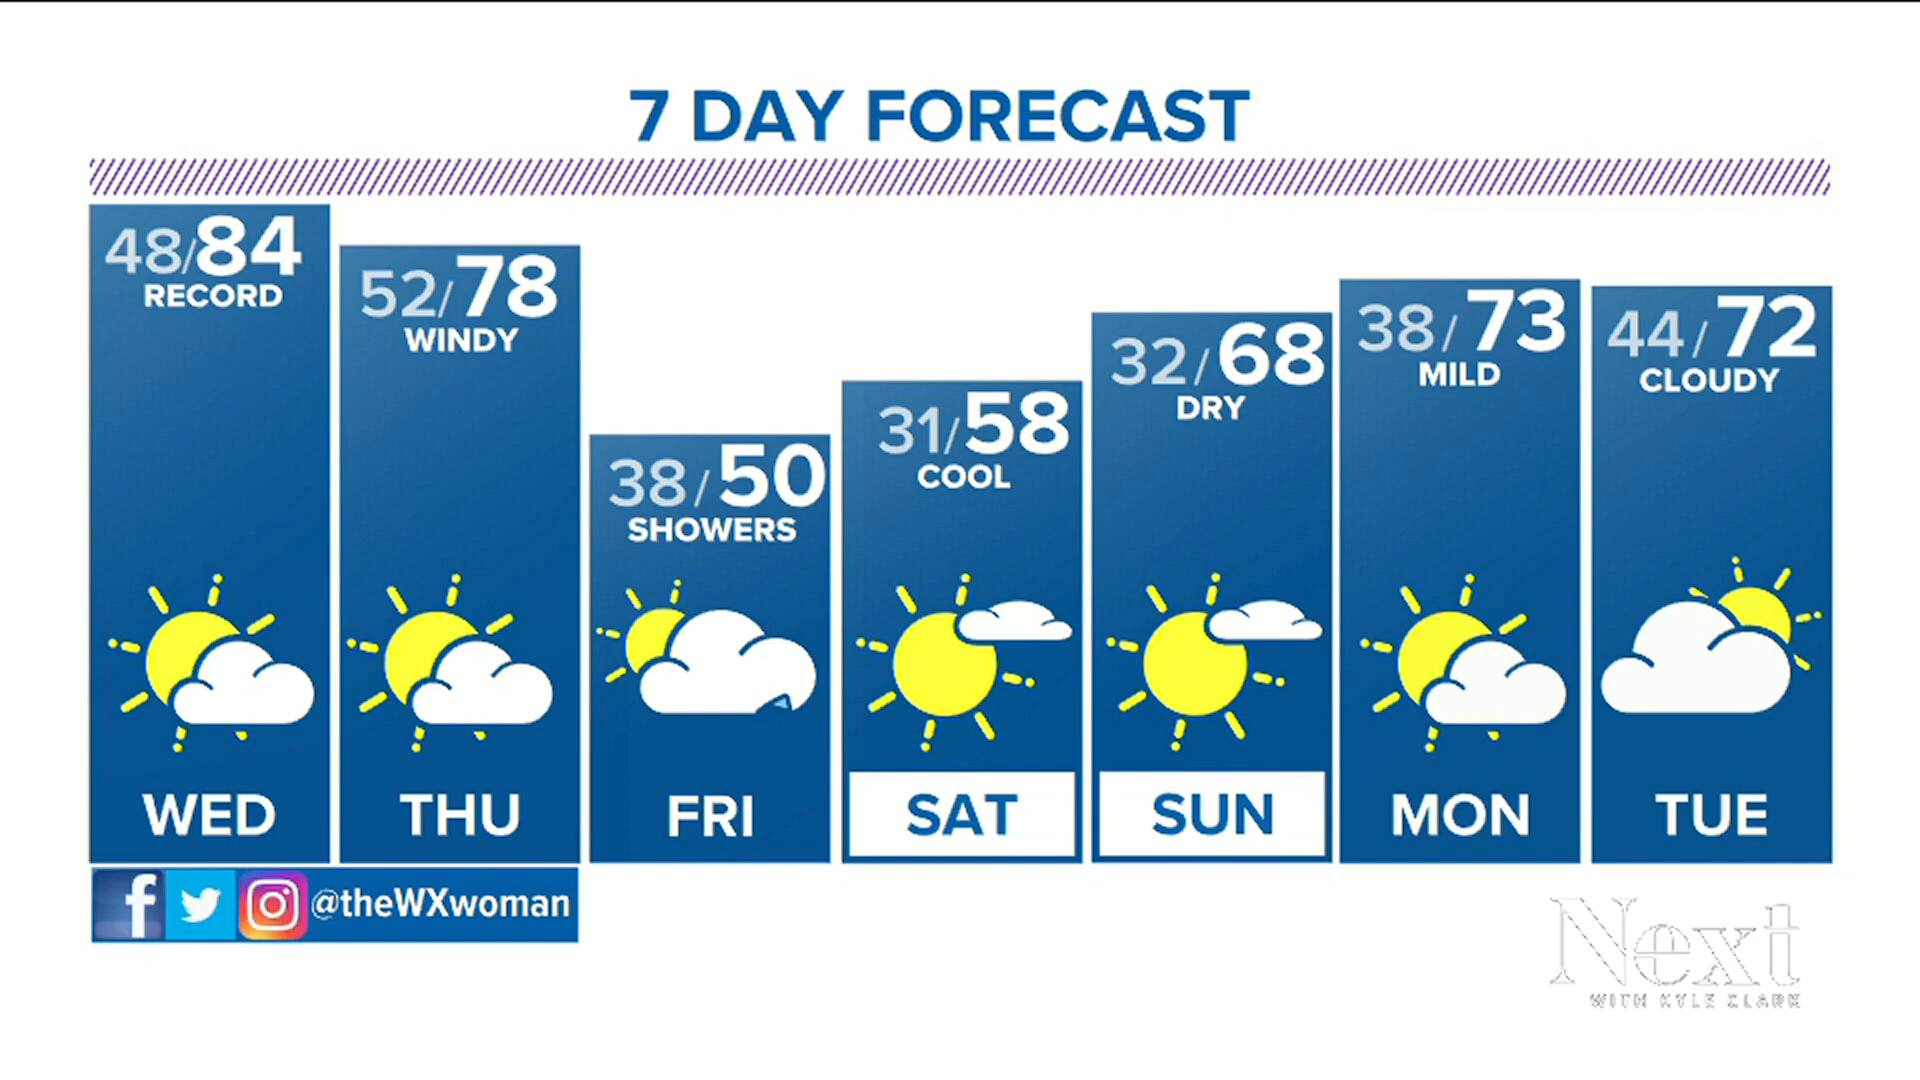 7 DAY FORECAST
48/84
RECORD
WED
52/78
WINDY
THU
38/50
SHOWERS
FRI
31/58
COOL
SAT
32/68
DRY
SUN
38/73
MILD
MON
44/72
CLOUDY
TUE
f @theWXwoman
Next
WITH KYLE CLARK